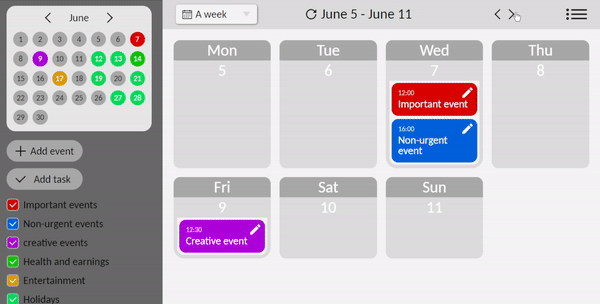 June
1 2 3 4 5 6 7
8 9 10 11 12 13 14
15 16 17 18 19 20 21
22 23 24 25 26 27 28
29 30
Add event
Add task
Important events
Non-urgent events
creative events
Health and earnings
Entertainment
Holidays
A week
June 5 - June 11
Mon Tue Wed Thu
5 6 7 8
12:00
Important event
16:00
Non-urgent
event
Fri Sat Sun
9 10 11
12:30
Creative event